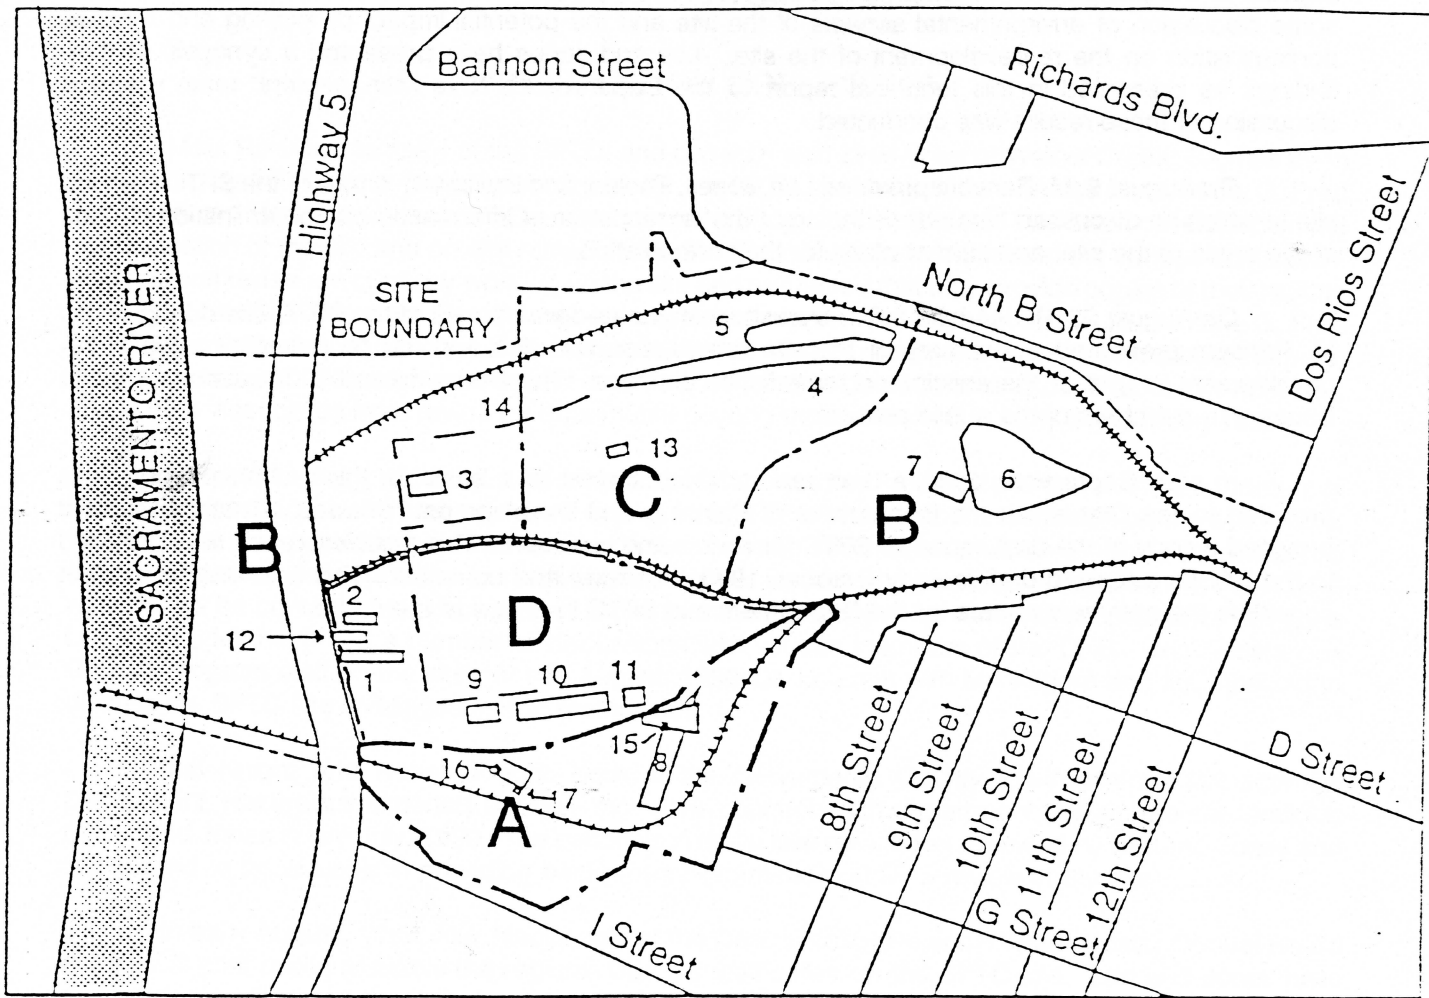 Bannon Street
Richards Blvd.
Highway 5
SACRAMENTO RIVER
SITE
BOUNDARY
North B Street
Dos Rios Street
5
4
14
13
3
C
7
6
B
B
2
12
D
1
9
10
11
15
8
16
17
A
8th Street
9th Street
10th Street
11th Street
12th Street
D Street
G Street
I Street